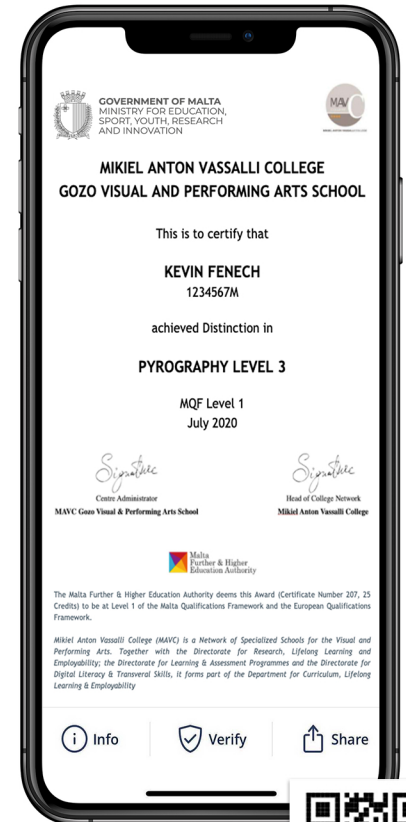 GOVERNMENT OF MALTA
MINISTRY FOR EDUCATION,
SPORT, YOUTH, RESEARCH
AND INNOVATION
MAVC
MIKIEL ANTON VASSALLI COLLEGE
GOZO VISUAL AND PERFORMING ARTS SCHOOL
This is to certify that
KEVIN FENECH
1234567M
achieved Distinction in
PYROGRAPHY LEVEL 3
MQF Level 1
July 2020
Signature
Signature
Centre Administrator
Head of College Network
MAVC Gozo Visual & Performing Arts School
Mikiel Anton Vassalli College
Malta
Further & Higher
Education Authority
The Malta Further & Higher Education Authority deems this Award (Certificate Number 207, 25
Credits) to be at Level 1 of the Malta Qualifications Framework and the European Qualifications
Framework.
Mikiel Anton Vassalli College (MAVC) is a Network of Specialized Schools for the Visual and
Performing Arts. Together with the Directorate for Research, Lifelong Learning and
Employability; the Directorate for Learning & Assessment Programmes and the Directorate for
Digital Literacy & Transveral Skills, it forms part of the Department for Curriculum, Lifelong
Learning & Employability
Info
Verify
Share